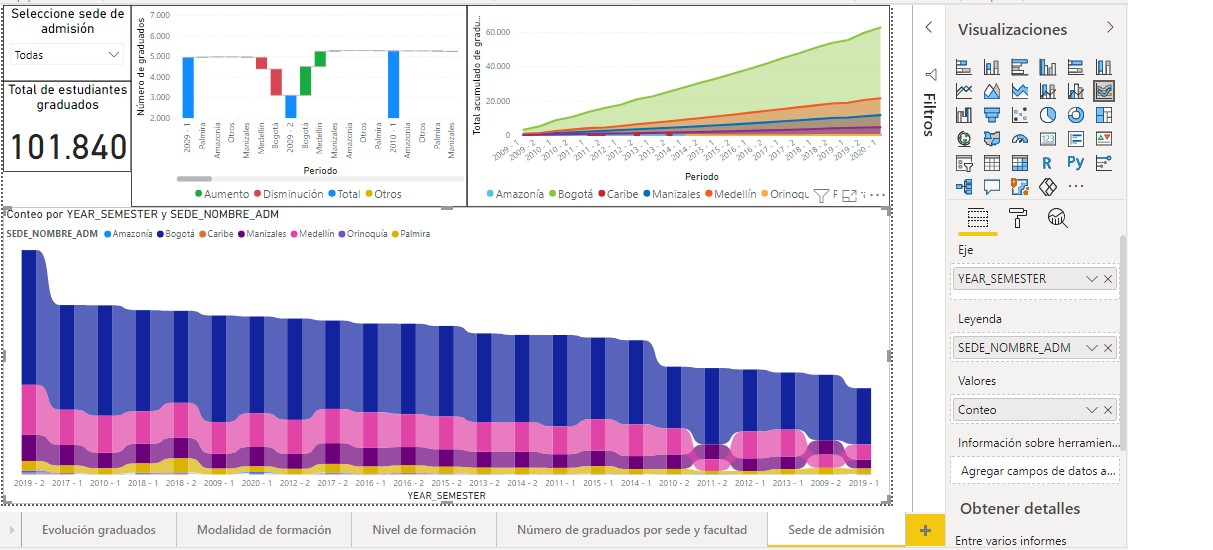 Seleccione sede de
admisión
Todas
Total de estudiantes
graduados
101.840
Número de graduados
7.000
6.000
5.000
4.000
3.000
2.000
2009 - 1
Palmira
Amazonía
Otros
Manizales
Medellín
Bogotá
2009 - 2
Bogotá
Medellín
Manizales
Amazonía
Otros
Palmira
2010 - 1
Amazonía
Otros
Palmira
Manizales
Periodo
Aumento Disminución Total Otros
Total acumulado de gradu...
60.000
40.000
20.000
0
2009 - 1
2009 - 2
2010 - 2
2011 - 1
2011 - 2
2012 - 1
2012 - 2
2013 - 2
2014 - 2
2015 - 1
2015 - 2
2016 - 1
2016 - 2
2017 - 1
2017 - 2
2018 - 1
2018 - 2
2019 - 1
2019 - 2
2020 - 1
Periodo
Amazonía Bogotá Caribe Manizales Medellín Orinoqu
Conteo por YEAR_SEMESTER y SEDE_NOMBRE_ADM
SEDE_NOMBRE_ADM Amazonía Bogotá Caribe Manizales Medellín Orinoquía Palmira
2019 - 2 2017 - 1 2010 - 1 2018 - 1 2018 - 2 2009 - 1 2020 - 1 2012 - 2 2017 - 2 2016 - 1 2016 - 2 2015 - 2 2013 - 2 2014 - 2 2011 - 1 2015 - 1 2014 - 1 2010 - 2 2011 - 2 2012 - 1 2013 - 1 2009 - 2 2019 - 1
YEAR_SEMESTER
Evolución graduados
Modalidad de formación
Nivel de formación
Número de graduados por sede y facultad
Sede de admisión
+
Filtros
Visualizaciones
123
R
Py
Eje
YEAR_SEMESTER
Leyenda
SEDE_NOMBRE_ADM
Valores
Conteo
Información sobre herramien...
Agregar campos de datos a...
Obtener detalles
Entre varios informes